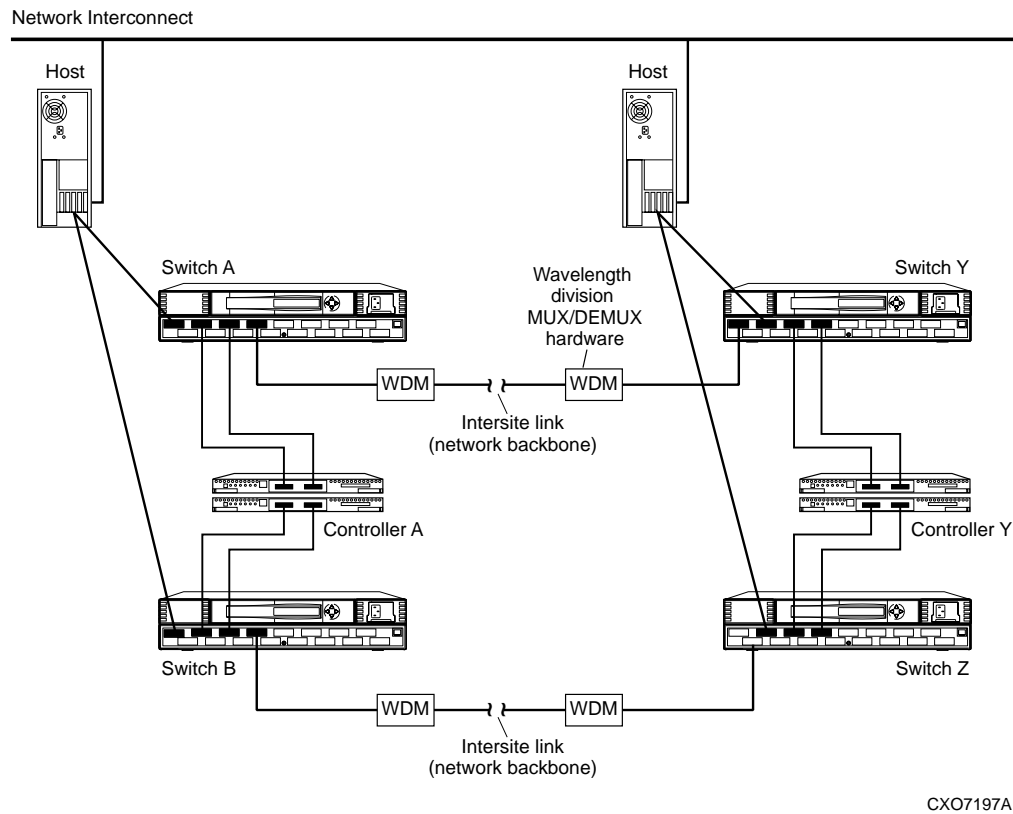 Network Interconnect
Host
Host
Switch A
Wavelength
division
MUX/DEMUX
hardware
Switch Y
WDM
WDM
Intersite link
(network backbone)
Controller A
Controller Y
Switch B
Switch Z
WDM
WDM
Intersite link
(network backbone)
CXO7197A